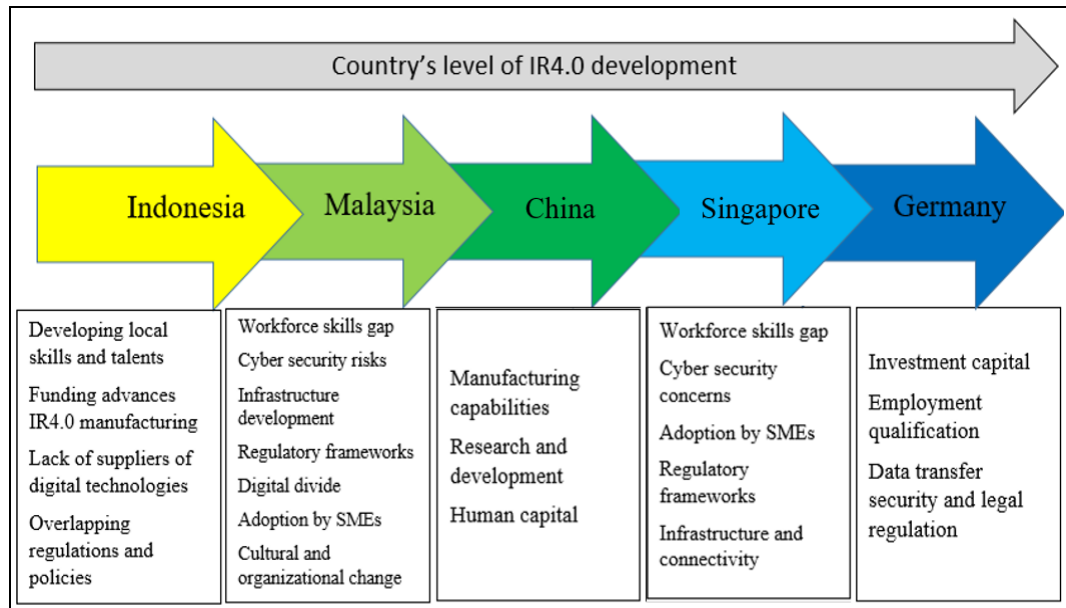 Country's level of IR4.0 development
Indonesia
Malaysia
China
Singapore
Germany
Developing local
skills and talents
Funding advances
IR4.0 manufacturing
Lack of suppliers of
digital technologies
Overlapping
regulations and
policies
Workforce skills gap
Cyber security risks
Infrastructure
development
Regulatory frameworks
Digital divide
Adoption by SMEs
Cultural and
organizational change
Manufacturing
capabilities
Research and
development
Human capital
Workforce skills gap
Cyber security
concerns
Adoption by SMEs
Regulatory
frameworks
Infrastructure and
connectivity
Investment capital
Employment
qualification
Data transfer
security and legal
regulation